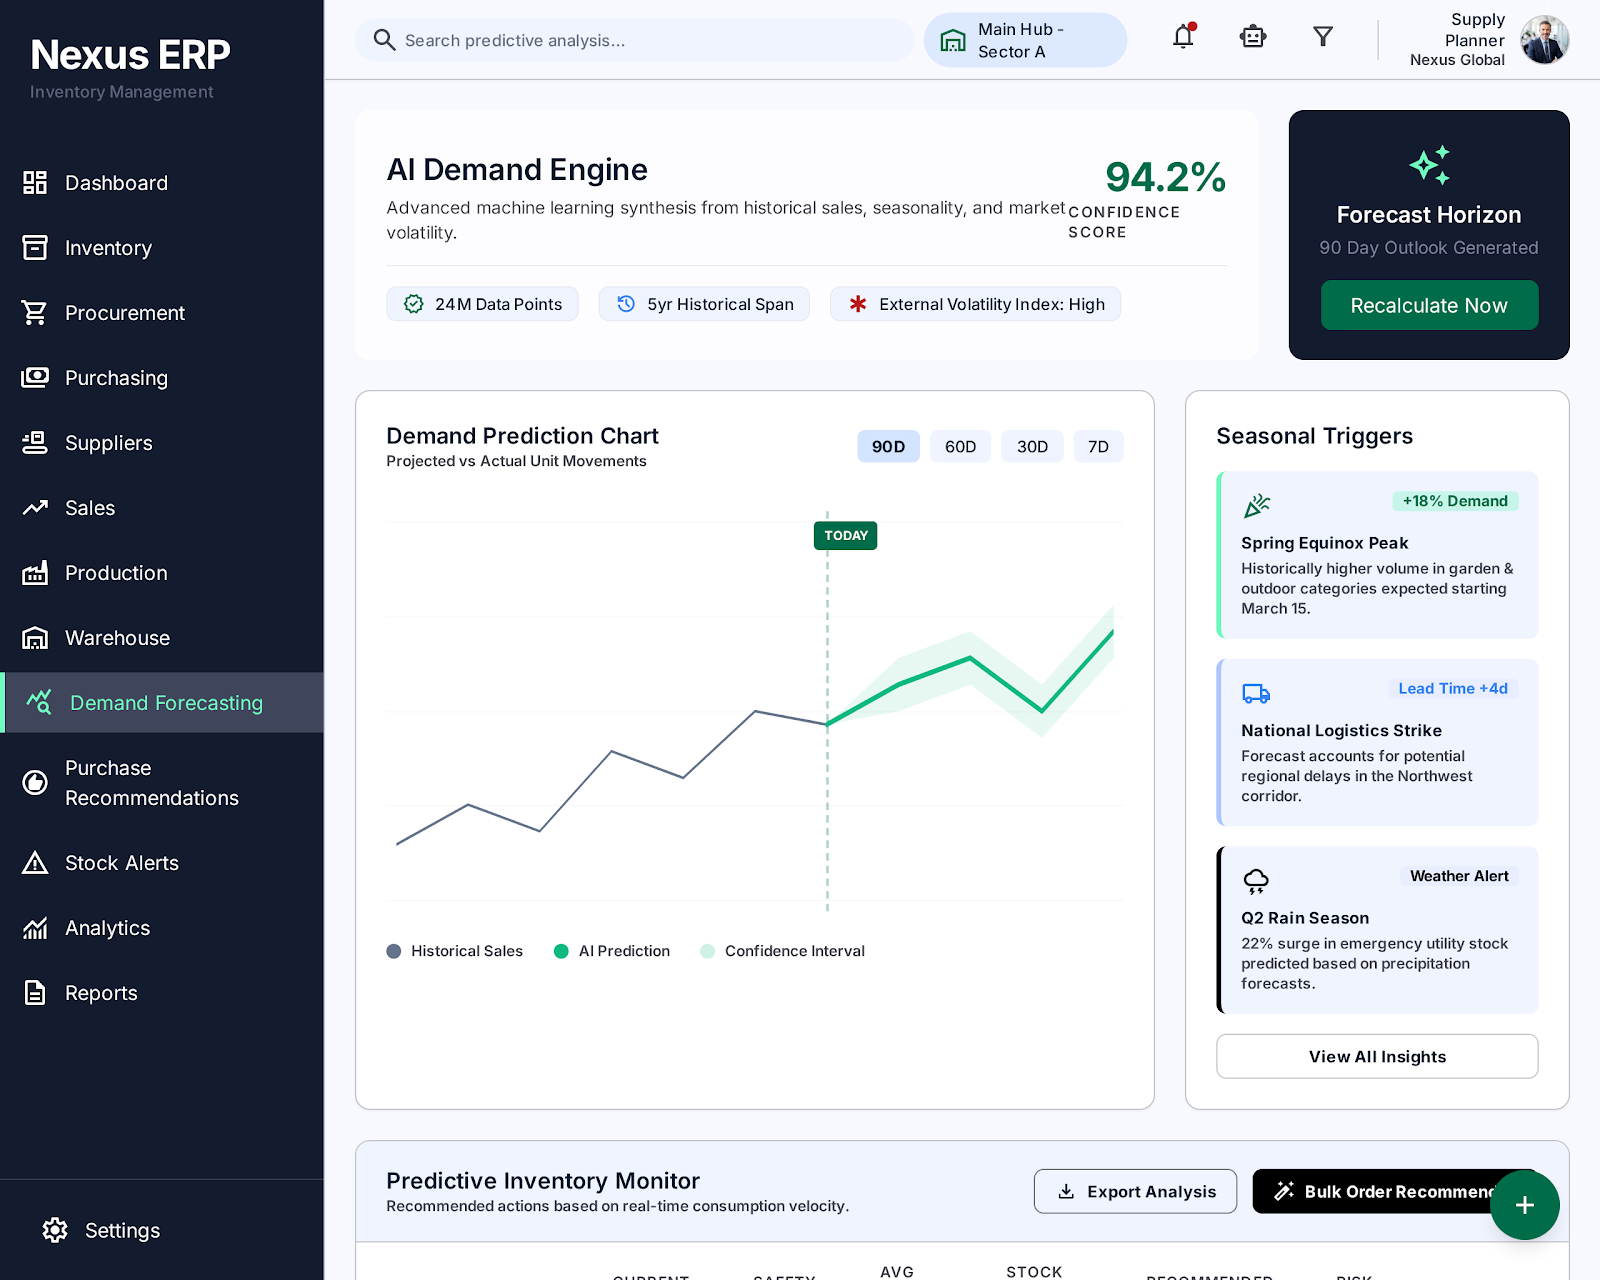 Nexus ERP
Inventory Management
Dashboard
Inventory
Procurement
Purchasing
Suppliers
Sales
Production
Warehouse
Demand Forecasting
Purchase
Recommendations
Stock Alerts
Analytics
Reports
Settings
Search predictive analysis...
Main Hub -
Sector A
Supply
Planner
Nexus Global
AI Demand Engine
Advanced machine learning synthesis from historical sales, seasonality, and market
volatility.
94.2%
CONFIDENCE
SCORE
24M Data Points
5yr Historical Span
External Volatility Index: High
Forecast Horizon
90 Day Outlook Generated
Recalculate Now
Demand Prediction Chart
Projected vs Actual Unit Movements
90D
60D
30D
7D
TODAY
Historical Sales
AI Prediction
Confidence Interval
Seasonal Triggers
+18% Demand
Spring Equinox Peak
Historically higher volume in garden &
outdoor categories expected starting
March 15.
Lead Time +4d
National Logistics Strike
Forecast accounts for potential
regional delays in the Northwest
corridor.
Weather Alert
Q2 Rain Season
22% surge in emergency utility stock
predicted based on precipitation
forecasts.
View All Insights
Predictive Inventory Monitor
Recommended actions based on real-time consumption velocity.
Export Analysis
Bulk Order Recommen
+
CURRENT
SAFETY
AVG
STOCK
RECOMMENDED
RISK